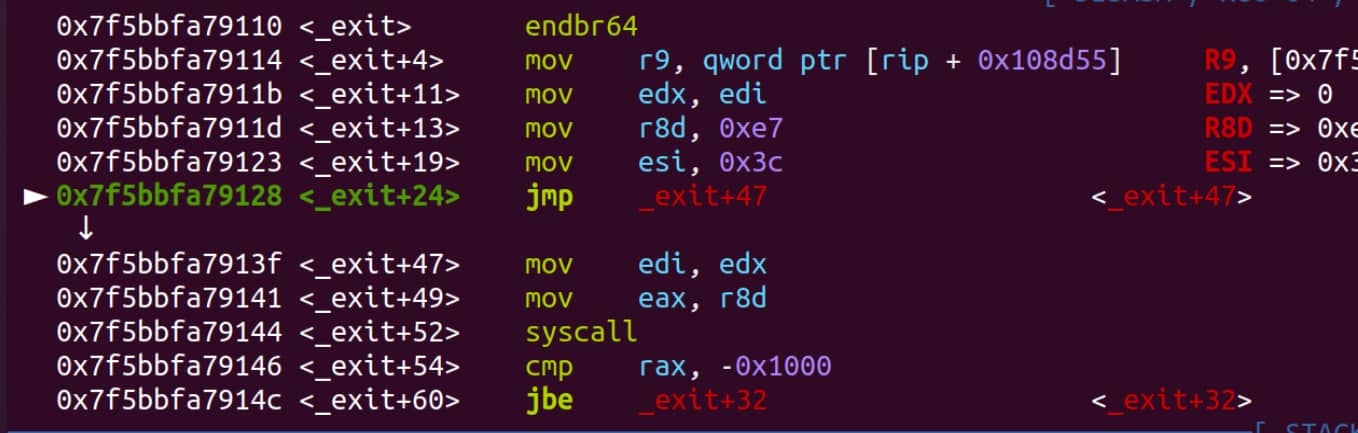 0x7f5bbfa79110 <_exit> endbr64
0x7f5bbfa79114 <_exit+4> mov r9, qword ptr [rip + 0x108d55] R9, [0x7f5
0x7f5bbfa7911b <_exit+11> mov edx, edi EDX => 0
0x7f5bbfa7911d <_exit+13> mov r8d, 0xe7 R8D => 0xe
0x7f5bbfa79123 <_exit+19> mov esi, 0x3c ESI => 0x3
►0x7f5bbfa79128 <_exit+24> jmp _exit+47 <_exit+47>
↓
0x7f5bbfa7913f <_exit+47> mov edi, edx
0x7f5bbfa79141 <_exit+49> mov eax, r8d
0x7f5bbfa79144 <_exit+52> syscall
0x7f5bbfa79146 <_exit+54> cmp rax, -0x1000
0x7f5bbfa7914c <_exit+60> jbe _exit+32 <_exit+32>
[ STACK